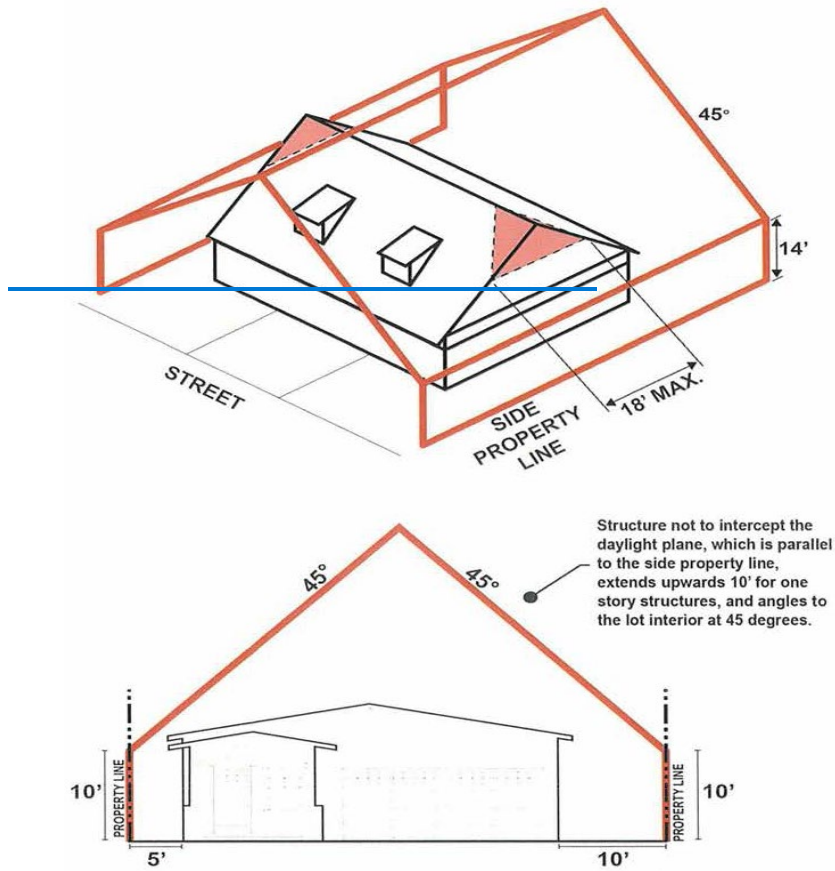 45°
14'
STREET
18' MAX.
SIDE
PROPERTY
LINE
Structure not to intercept the
daylight plane, which is parallel
to the side property line,
extends upwards 10' for one
story structures, and angles to
the lot interior at 45 degrees.
45°
45°
10'
PROPERTY LINE
PROPERTY LINE
10'
5'
10'